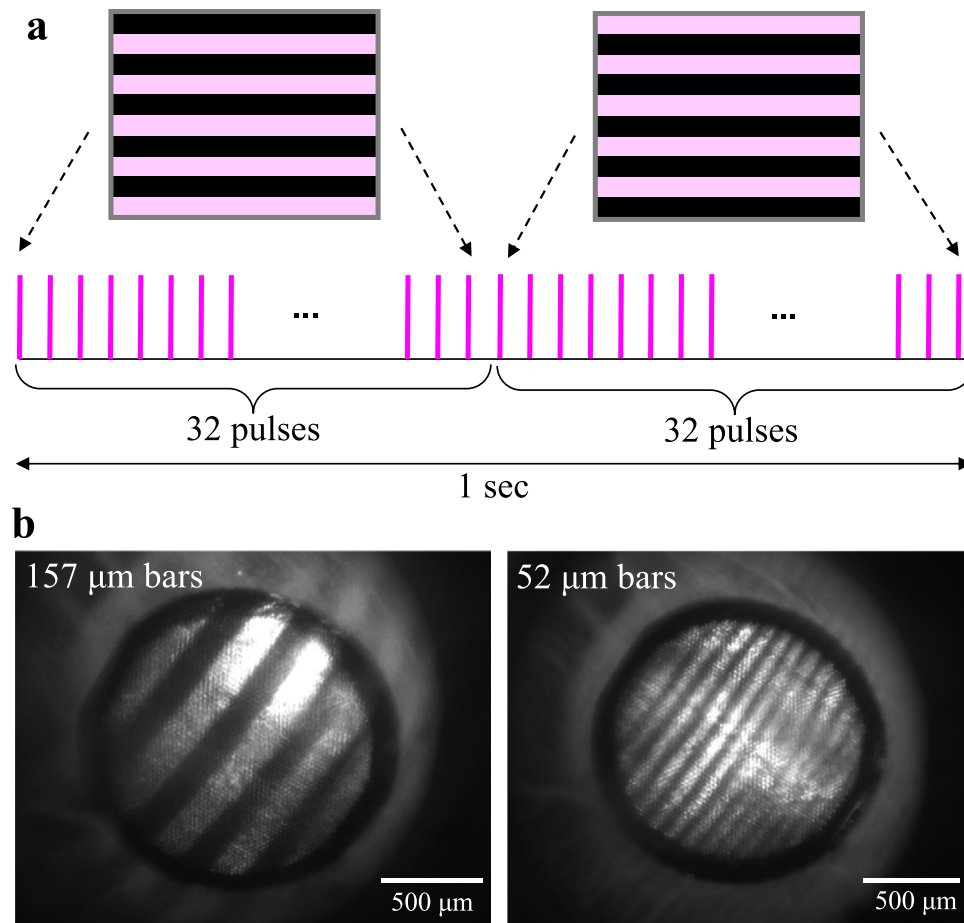 a
...
...
32 pulses
32 pulses
1 sec
b
157 μm bars
52 μm bars
500 μm
500 μm